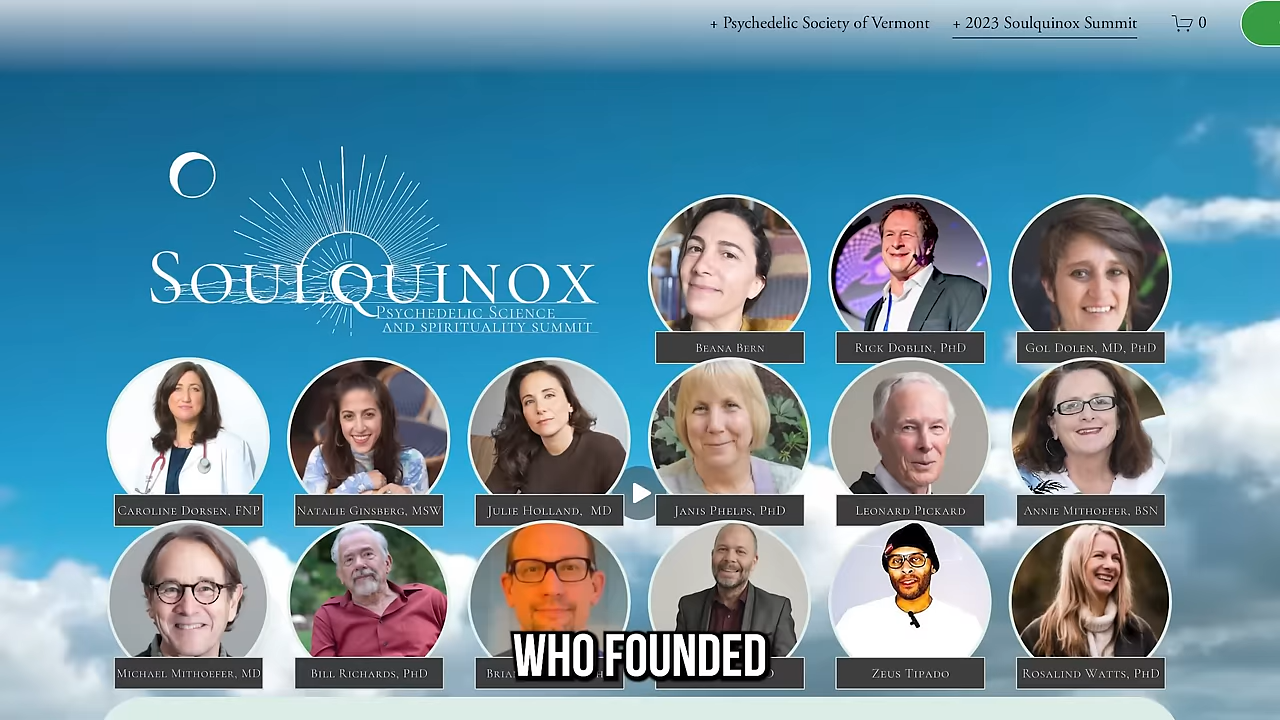 + Psychedelic Society of Vermont
+ 2023 Soulquinox Summit
0
Soulquinox
Psychedelic Science
and spirituality summit
Beana Bern
Rick Doblin, PhD
Gol Dolen, MD, PhD
Caroline Dorsen, FNP
Natalie Ginsberg, MSW
Julie Holland, MD
Janis Phelps, PhD
Leonard Pickard
Annie Mithoefer, BSN
Michael Mithoefer, MD
Bill Richards, PhD
WHO FOUNDED
Zeus Tipado
Rosalind Watts, PhD